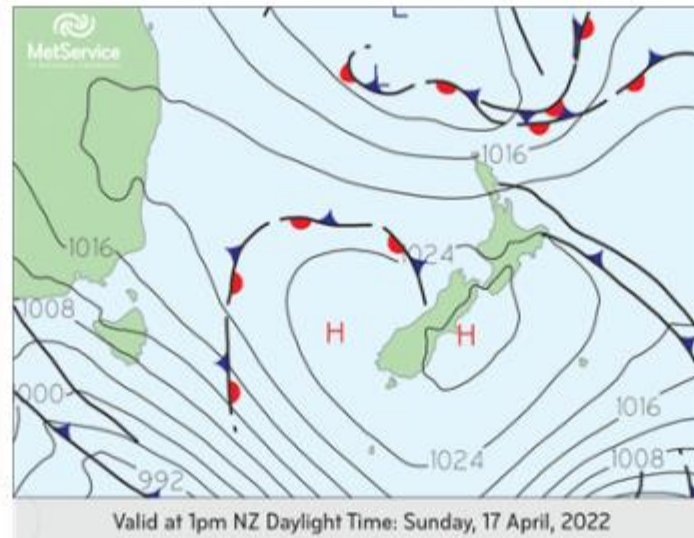 L
MetService
L
1016
1024
1016
1008
H
H
1000
1016
1024
1008
992
Valid at 1pm NZ Daylight Time: Sunday, 17 April, 2022